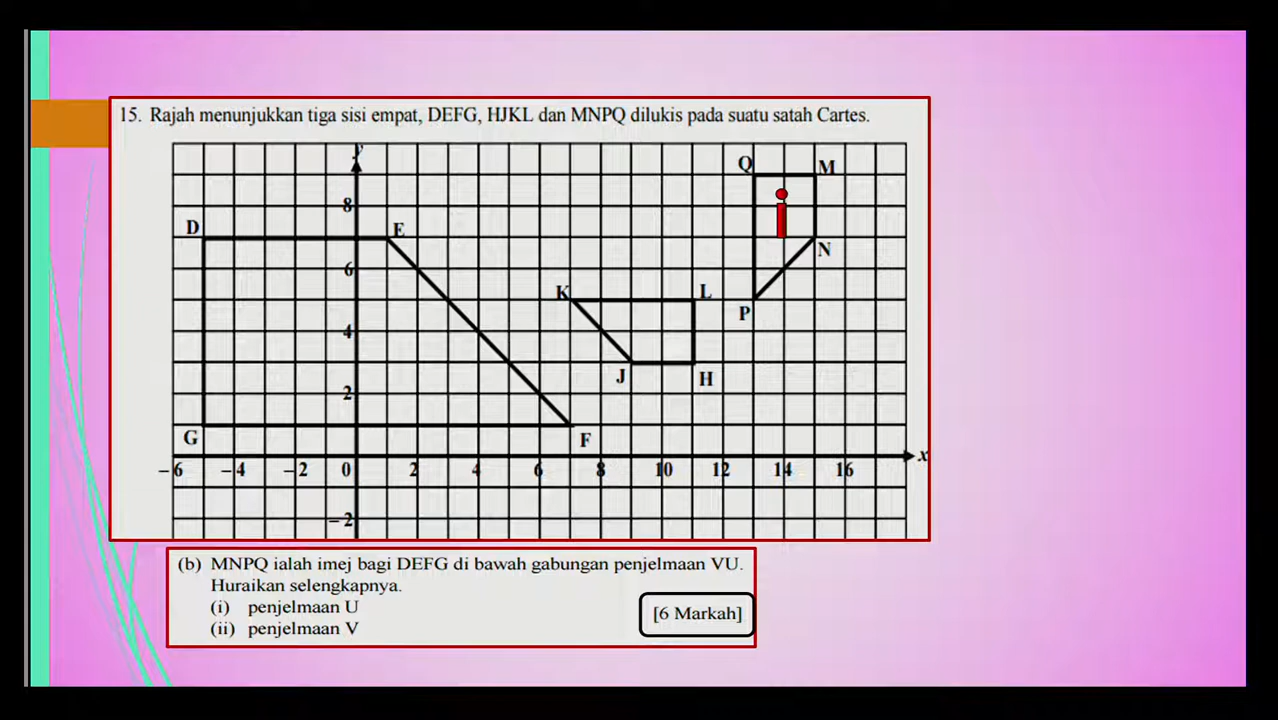 15. Rajah menunjukkan tiga sisi empat, DEFG, HJKL dan MNPQ dilukis pada suatu satah Cartes.
y
Q M
8
D E
N
6
K L
P
4
J H
2
G F
x
– 6 – 4 – 2 0 2 4 6 8 10 12 14 16
– 2
(b) MNPQ ialah imej bagi DEFG di bawah gabungan penjelmaan VU.
Huraikan selengkapnya.
(i) penjelmaan U
[6 Markah]
(ii) penjelmaan V